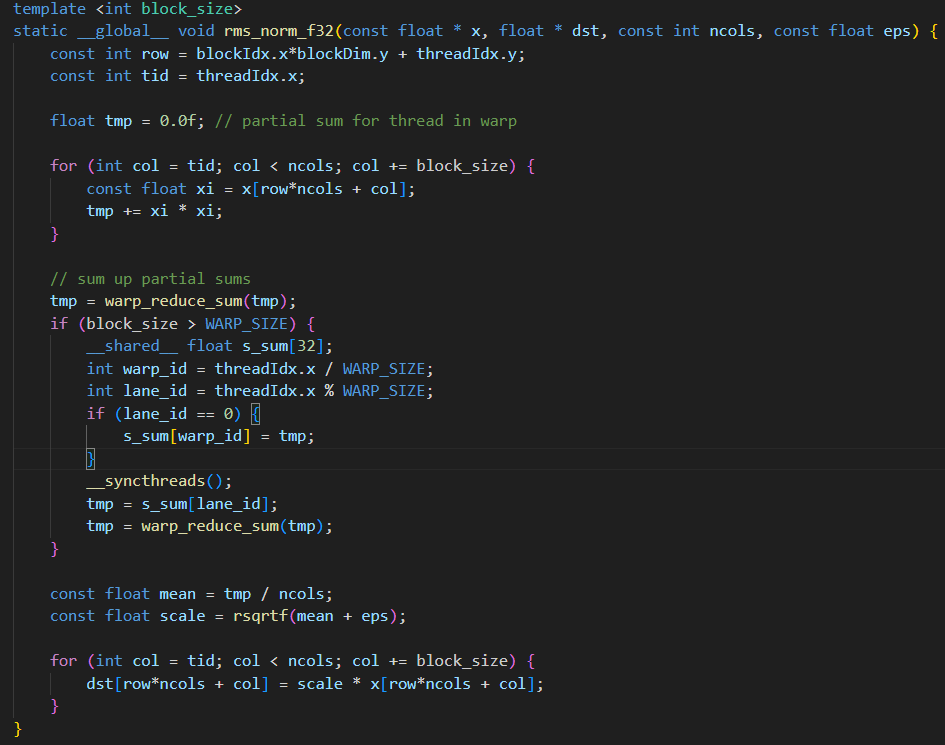 template <int block_size>
static __global__ void rms_norm_f32(const float * x, float * dst, const int ncols, const float eps) {
    const int row = blockIdx.x*blockDim.y + threadIdx.y;
    const int tid = threadIdx.x;

    float tmp = 0.0f; // partial sum for thread in warp

    for (int col = tid; col < ncols; col += block_size) {
        const float xi = x[row*ncols + col];
        tmp += xi * xi;
    }

    // sum up partial sums
    tmp = warp_reduce_sum(tmp);
    if (block_size > WARP_SIZE) {
        __shared__ float s_sum[32];
        int warp_id = threadIdx.x / WARP_SIZE;
        int lane_id = threadIdx.x % WARP_SIZE;
        if (lane_id == 0) {
            s_sum[warp_id] = tmp;
        }
        __syncthreads();
        tmp = s_sum[lane_id];
        tmp = warp_reduce_sum(tmp);
    }

    const float mean = tmp / ncols;
    const float scale = rsqrtf(mean + eps);

    for (int col = tid; col < ncols; col += block_size) {
        dst[row*ncols + col] = scale * x[row*ncols + col];
    }
}